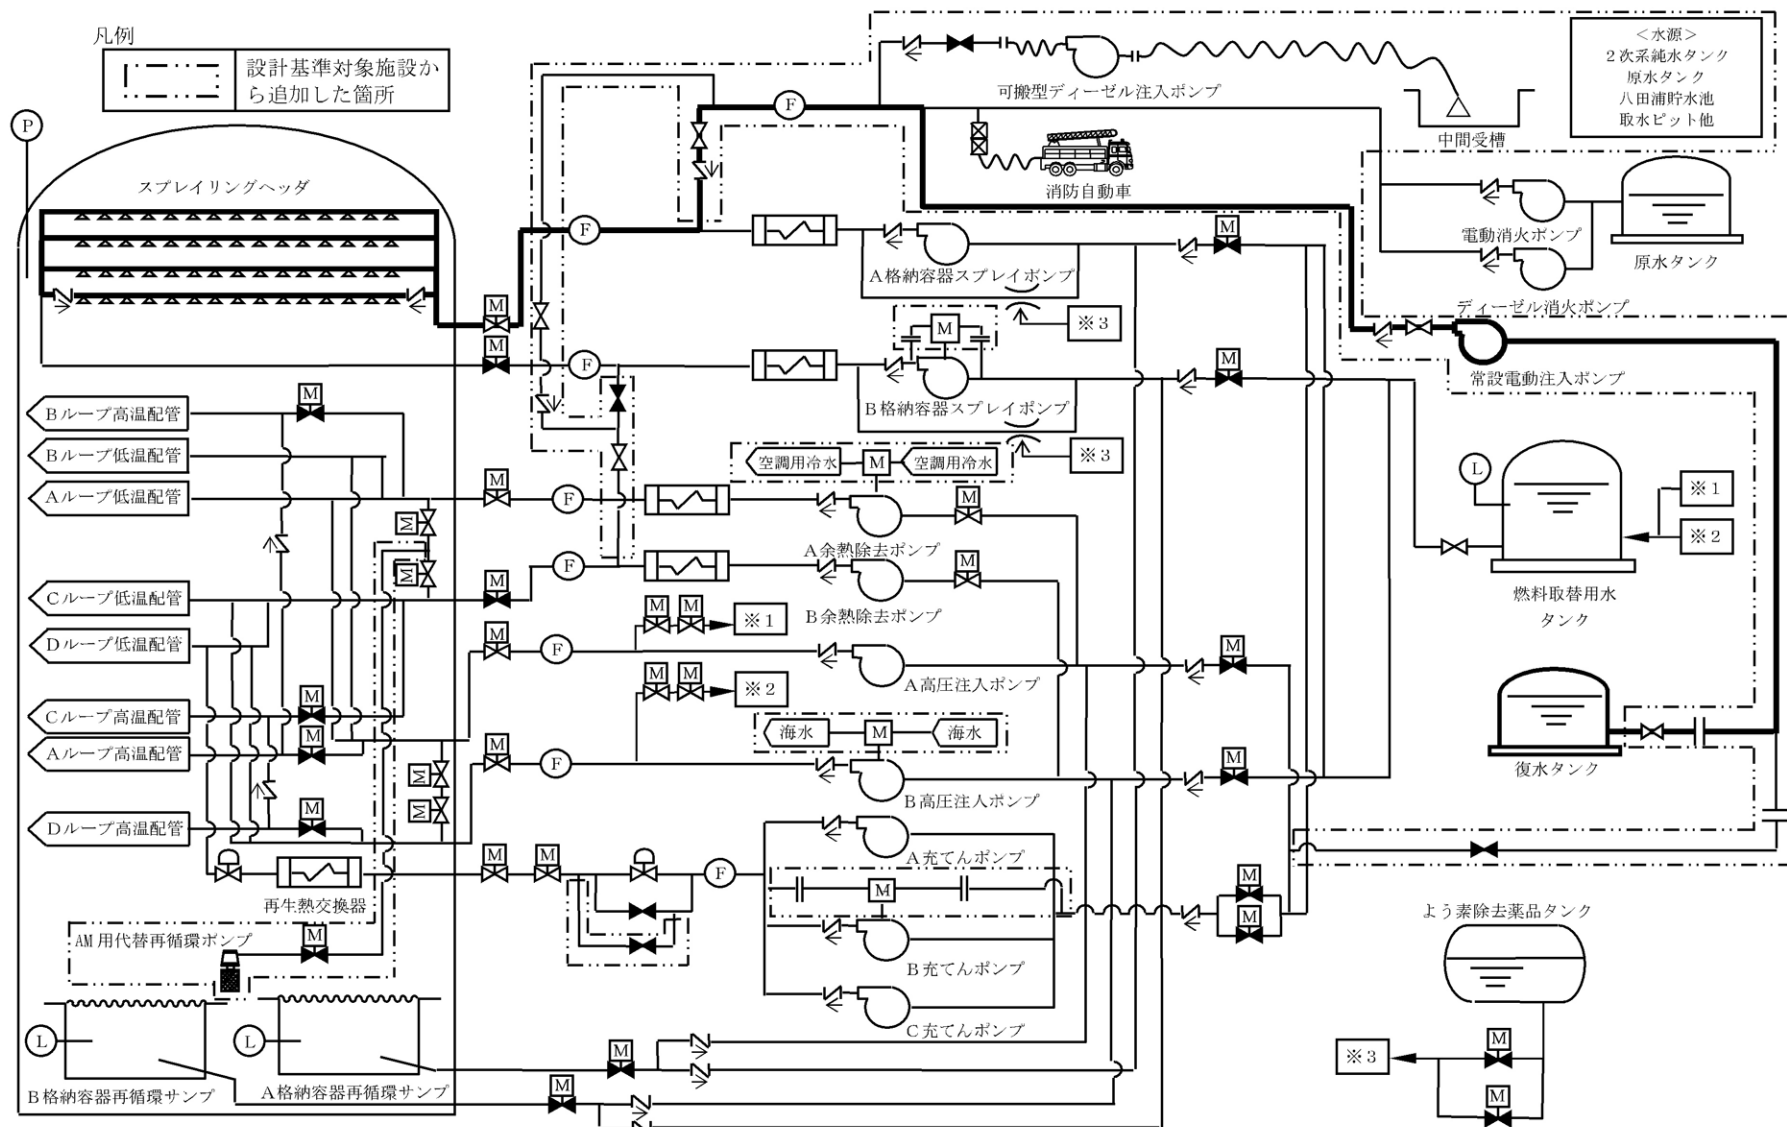 凡例
設計基準対象施設か
ら追加した箇所
P
スプレイリングヘッダ
F
可搬型ディーゼル注入ポンプ
中間受槽
<水源>
2次系純水タンク
原水タンク
八田浦貯水池
取水ピット他
消防自動車
電動消火ポンプ
原水タンク
ディーゼル消火ポンプ
F
A格納容器スプレイポンプ
M
※3
M
M
M
F
M
B格納容器スプレイポンプ
※3
常設電動注入ポンプ
Bループ高温配管
M
Bループ低温配管
Aループ低温配管
M
F
空調用冷水
M
空調用冷水
M
A余熱除去ポンプ
L
※1
※2
燃料取替用水
タンク
M
M
Cループ低温配管
M
F
M
B余熱除去ポンプ
Dループ低温配管
M
F
M
M
※1
A高圧注入ポンプ
M
M
M
※2
Cループ高温配管
M
Aループ高温配管
M
M
F
海水
M
海水
B高圧注入ポンプ
M
復水タンク
M
M
Dループ高温配管
M
再生熱交換器
M
M
F
A充てんポンプ
M
B充てんポンプ
C充てんポンプ
M
M
よう素除去薬品タンク
AM用代替再循環ポンプ
M
L
L
B格納容器再循環サンプ
A格納容器再循環サンプ
M
M
※3
M
M